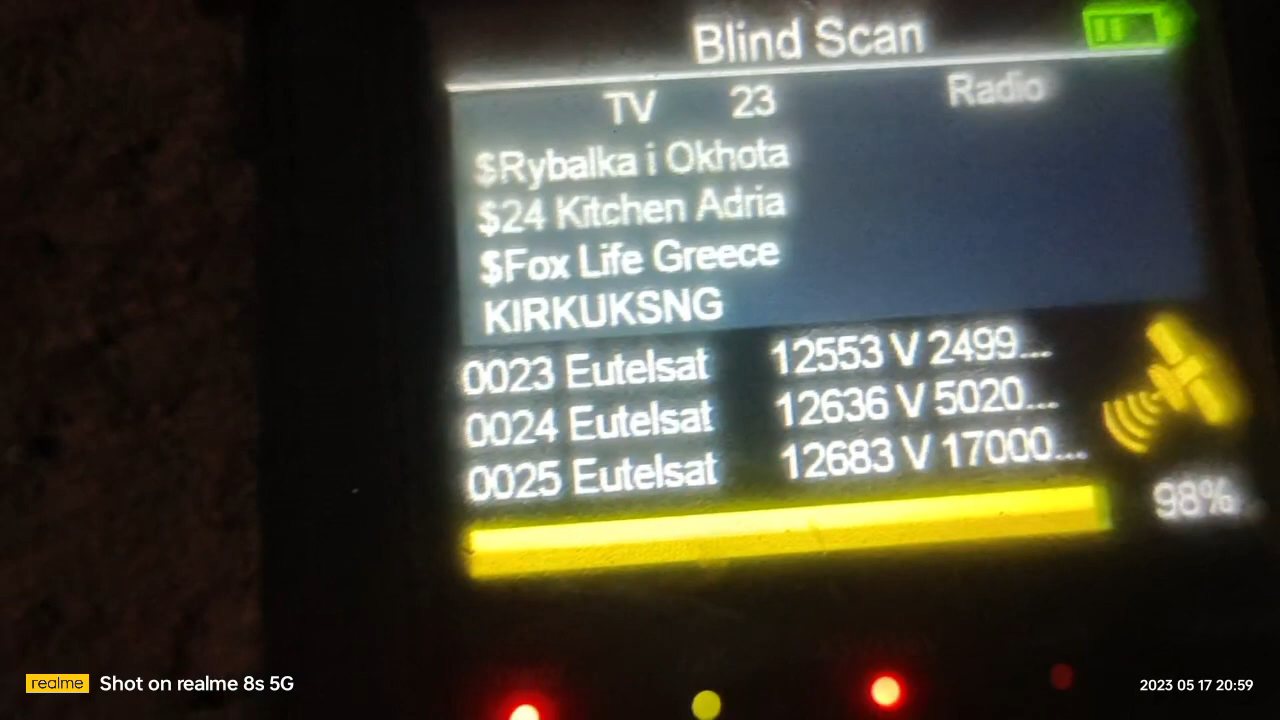 Blind Scan
TV 23 Radio
$Rybalka i Okhota
$24 Kitchen Adria
$Fox Life Greece
KIRKUKSNG
0023 Eutelsat 12553 V 2499...
0024 Eutelsat 12636 V 5020...
0025 Eutelsat 12683 V 17000...
98%
realme Shot on realme 8s 5G
2023 05 17 20:59